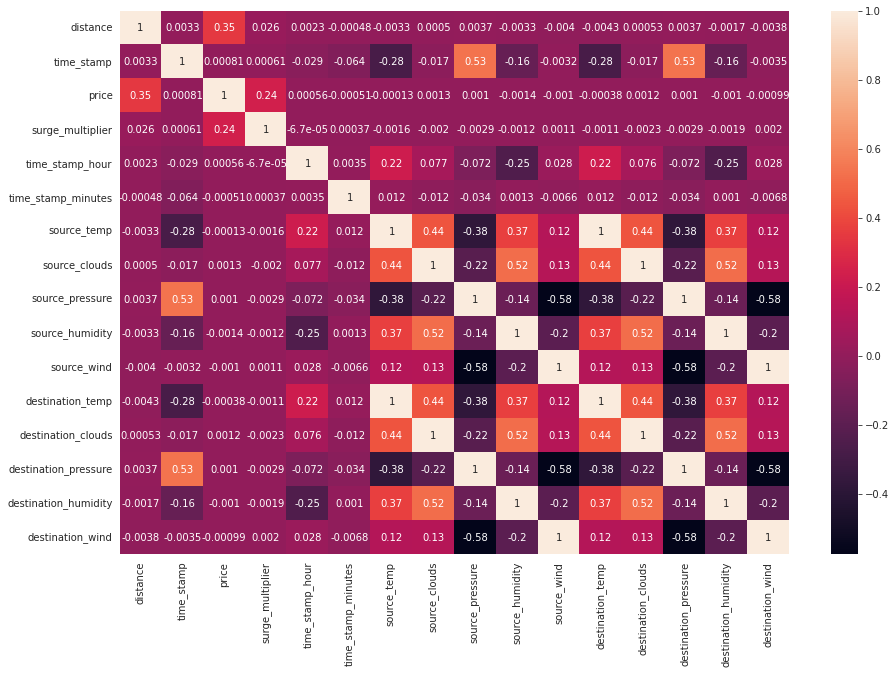 distance 1 0.0033 0.35 0.026 0.0023 -0.00048 -0.0033 0.0005 0.0037 -0.0033 -0.004 -0.0043 0.00053 0.0037 -0.0017 -0.0038
time_stamp 0.0033 1 0.00081 0.00061 -0.029 -0.064 -0.28 -0.017 0.53 -0.16 -0.0032 -0.28 -0.017 0.53 -0.16 -0.0035
price 0.35 0.00081 1 0.24 0.00056 -0.00051 -0.00013 0.0013 0.001 -0.0014 -0.001 -0.00038 0.0012 0.001 -0.001 -0.00099
surge_multiplier 0.026 0.00061 0.24 1 -6.7e-05 0.00037 -0.0016 -0.002 -0.0029 -0.0012 0.0011 -0.0011 -0.0023 -0.0029 -0.0019 0.002
time_stamp_hour 0.0023 -0.029 0.00056 -6.7e-05 1 0.0035 0.22 0.077 -0.072 -0.25 0.028 0.22 0.076 -0.072 -0.25 0.028
time_stamp_minutes -0.00048 -0.064 -0.00051 0.00037 0.0035 1 0.012 -0.012 -0.034 0.0013 -0.0066 0.012 -0.012 -0.034 0.001 -0.0068
source_temp -0.0033 -0.28 -0.00013 -0.0016 0.22 0.012 1 0.44 -0.38 0.37 0.12 1 0.44 -0.38 0.37 0.12
source_clouds 0.0005 -0.017 0.0013 -0.002 0.077 -0.012 0.44 1 -0.22 0.52 0.13 0.44 1 -0.22 0.52 0.13
source_pressure 0.0037 0.53 0.001 -0.0029 -0.072 -0.034 -0.38 -0.22 1 -0.14 -0.58 -0.38 -0.22 1 -0.14 -0.58
source_humidity -0.0033 -0.16 -0.0014 -0.0012 -0.25 0.0013 0.37 0.52 -0.14 1 -0.2 0.37 0.52 -0.14 1 -0.2
source_wind -0.004 -0.0032 -0.001 0.0011 0.028 -0.0066 0.12 0.13 -0.58 -0.2 1 0.12 0.13 -0.58 -0.2 1
destination_temp -0.0043 -0.28 -0.00038 -0.0011 0.22 0.012 1 0.44 -0.38 0.37 0.12 1 0.44 -0.38 0.37 0.12
destination_clouds 0.00053 -0.017 0.0012 -0.0023 0.076 -0.012 0.44 1 -0.22 0.52 0.13 0.44 1 -0.22 0.52 0.13
destination_pressure 0.0037 0.53 0.001 -0.0029 -0.072 -0.034 -0.38 -0.22 1 -0.14 -0.58 -0.38 -0.22 1 -0.14 -0.58
destination_humidity -0.0017 -0.16 -0.001 -0.0019 -0.25 0.001 0.37 0.52 -0.14 1 -0.2 0.37 0.52 -0.14 1 -0.2
destination_wind -0.0038 -0.0035 -0.00099 0.002 0.028 -0.0068 0.12 0.13 -0.58 -0.2 1 0.12 0.13 -0.58 -0.2 1
distance
time_stamp
price
surge_multiplier
time_stamp_hour
time_stamp_minutes
source_temp
source_clouds
source_pressure
source_humidity
source_wind
destination_temp
destination_clouds
destination_pressure
destination_humidity
destination_wind
1.0
0.8
0.6
0.4
0.2
0.0
−0.2
−0.4